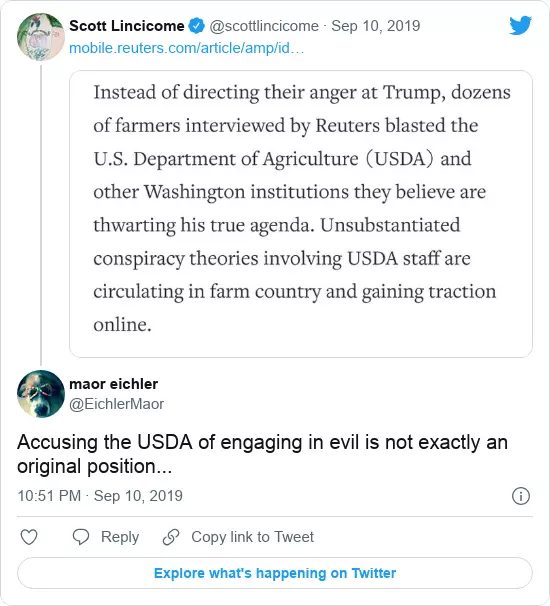 Scott Lincicome @scottlincicome · Sep 10, 2019
mobile.reuters.com/article/amp/id…
Instead of directing their anger at Trump, dozens
of farmers interviewed by Reuters blasted the
U.S. Department of Agriculture (USDA) and
other Washington institutions they believe are
thwarting his true agenda. Unsubstantiated
conspiracy theories involving USDA staff are
circulating in farm country and gaining traction
online.
maor eichler
@EichlerMaor
Accusing the USDA of engaging in evil is not exactly an
original position...
10:51 PM · Sep 10, 2019
Reply
Copy link to Tweet
Explore what's happening on Twitter